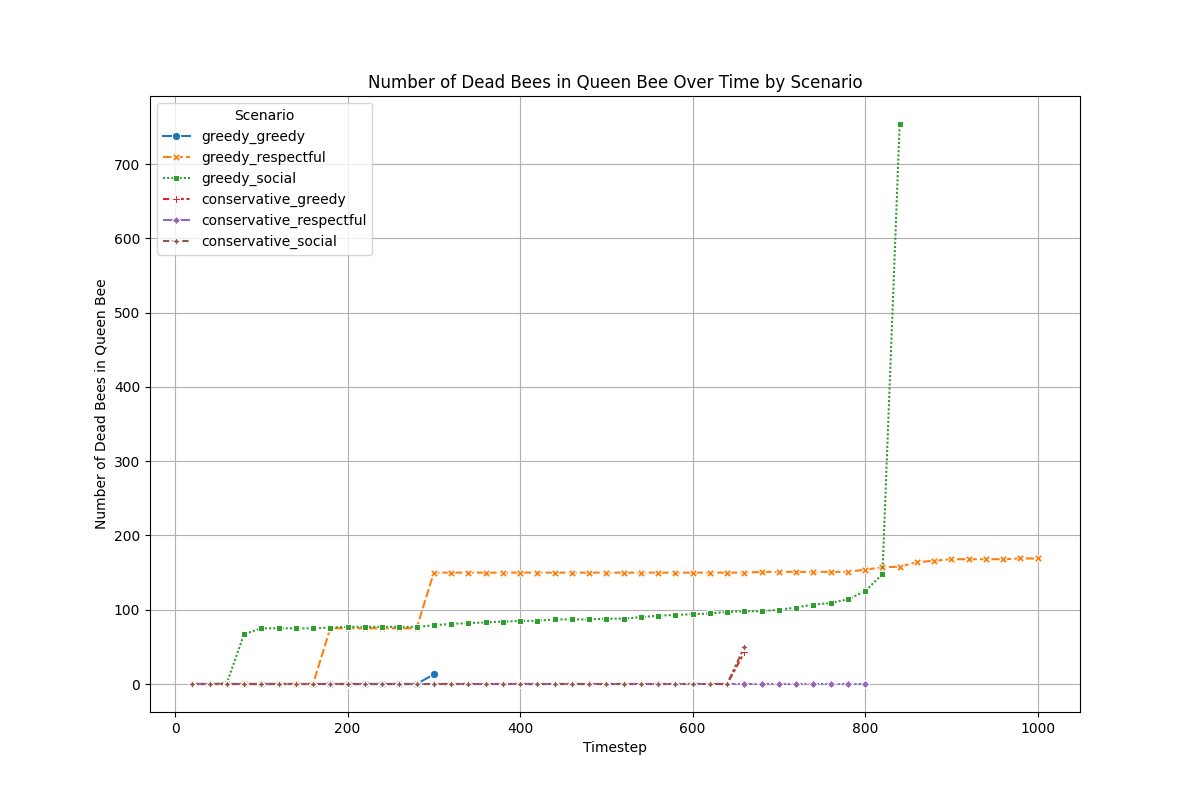 Number of Dead Bees in Queen Bee Over Time by Scenario
Scenario
greedy_greedy
greedy_respectful
greedy_social
conservative_greedy
conservative_respectful
conservative_social
Number of Dead Bees in Queen Bee
700
600
500
400
300
200
100
0
0 200 400 600 800 1000
Timestep